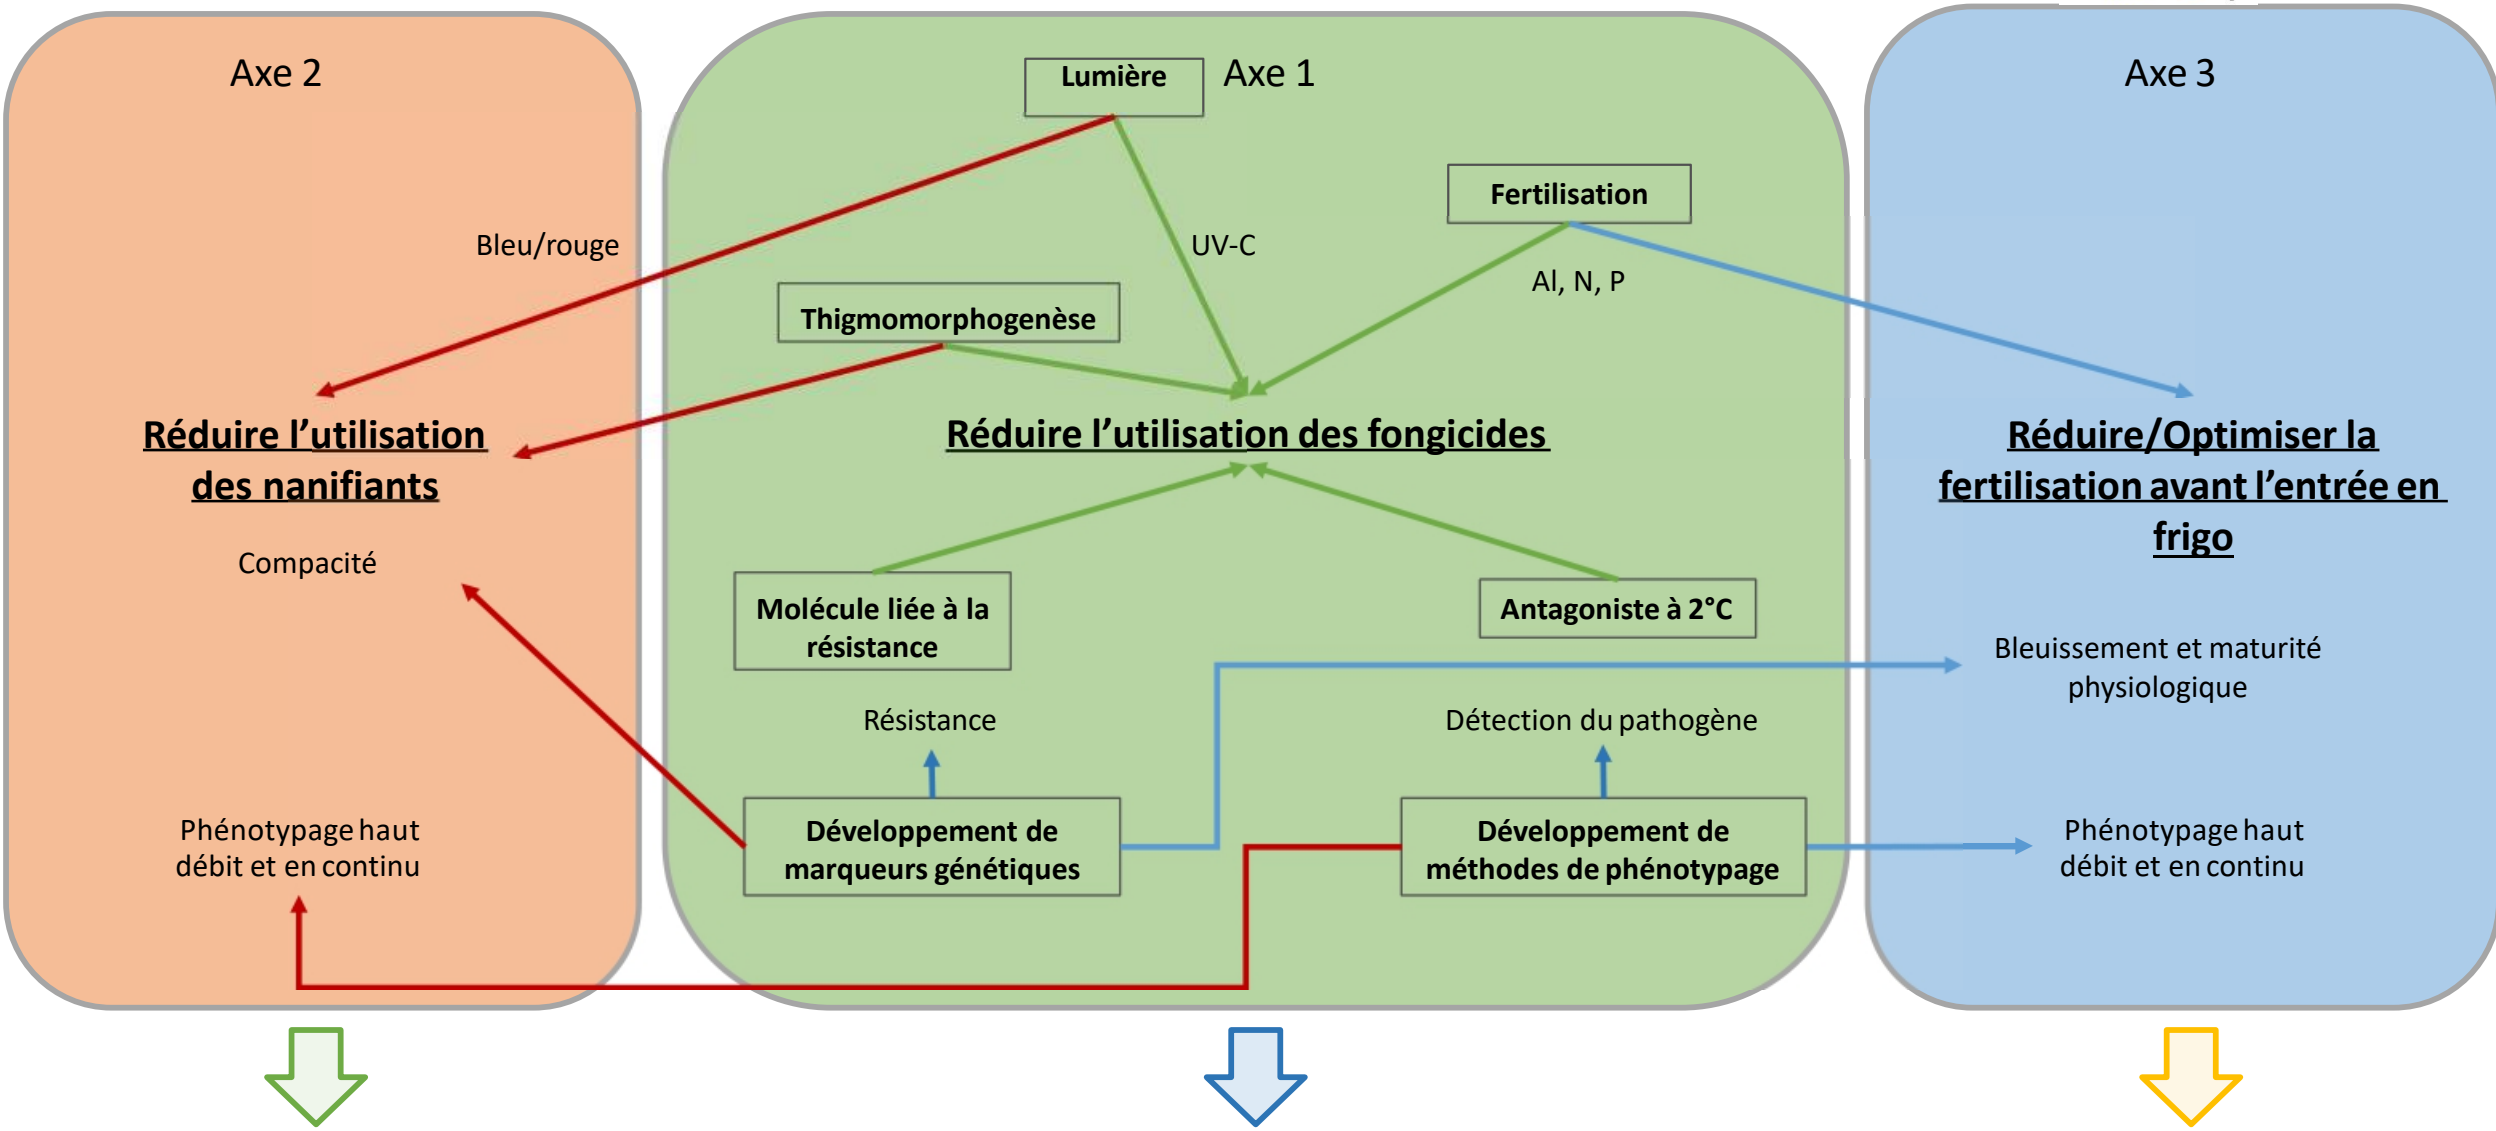 Axe 2
Lumière
Axe 1
Axe 3
Fertilisation
Bleu/rouge
UV-C
Al, N, P
Thigmomorphogenèse
Réduire l’utilisation
des nanifiants
Réduire l’utilisation des fongicides
Réduire/Optimiser la
fertilisation avant l’entrée en
frigo
Compacité
Molécule liée à la
résistance
Antagoniste à 2°C
Bleuissement et maturité
physiologique
Résistance
Détection du pathogène
Phénotypage haut
débit et en continu
Développement de
marqueurs génétiques
Développement de
méthodes de phénotypage
Phénotypage haut
débit et en continu